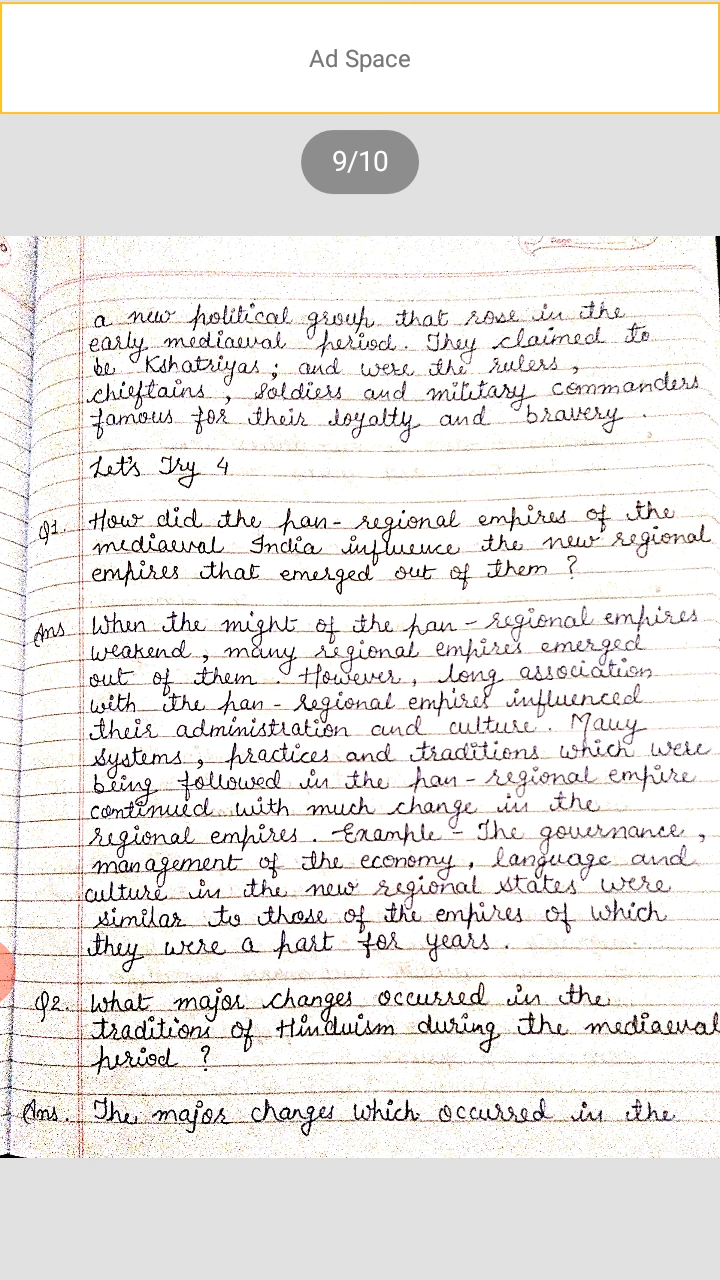 Ad Space
9/10
a new political group that rose in the
early mediaeval period. They claimed to
be Kshatriyas ; and were the rulers ,
chieftains , soldiers and military commanders
famous for their loyalty and bravery .
Let's Try 4
Q1. How did the pan - regional empires of the
mediaeval India influence the new regional
empires that emerged out of them ?
Ans When the might of the pan - regional empires
weakend , many regional empires emerged
out of them . However , long association
with the pan - regional empires influenced
their administration and culture . Many
systems , practices and traditions which were
being followed in the pan - regional empire
continued with much change in the
regional empires . Example - The governance ,
management of the economy , language and
culture in the new regional states were
similar to those of the empires of which
they were a part for years .
Q2. What major changes occurred in the
traditions of Hinduism during the mediaeval
period ?
Ans. The major changes which occurred in the